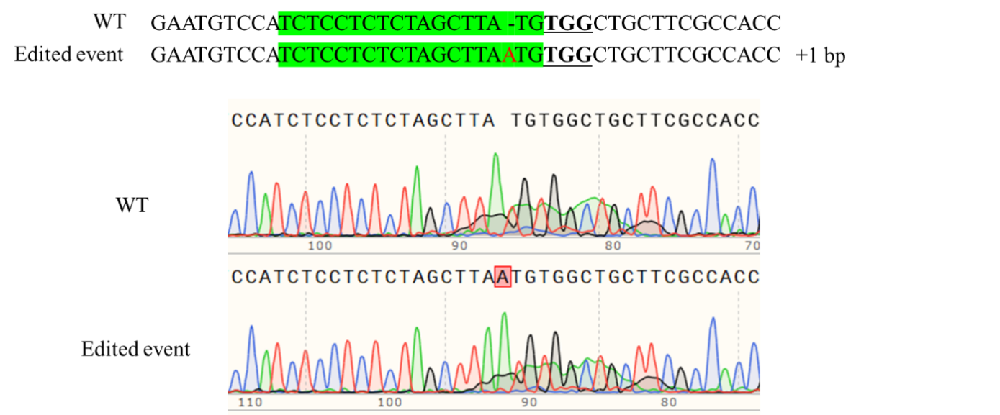 WT GAATGTCCATCTCCTCTCTAGCTTA -TGTGGCTGCTTCGCCACC
Edited event GAATGTCCATCTCCTCTCTAGCTTAATGTGGCTGCTTCGCCACC +1 bp
CCATCTCCTCTCTAGCTTA TGTGGCTGCTTCGCCACC
WT
100 90 80 70
CCATCTCCTCTCTAGCTTAATGTGGCTGCTTCGCCACC
Edited event
110 100 90 80